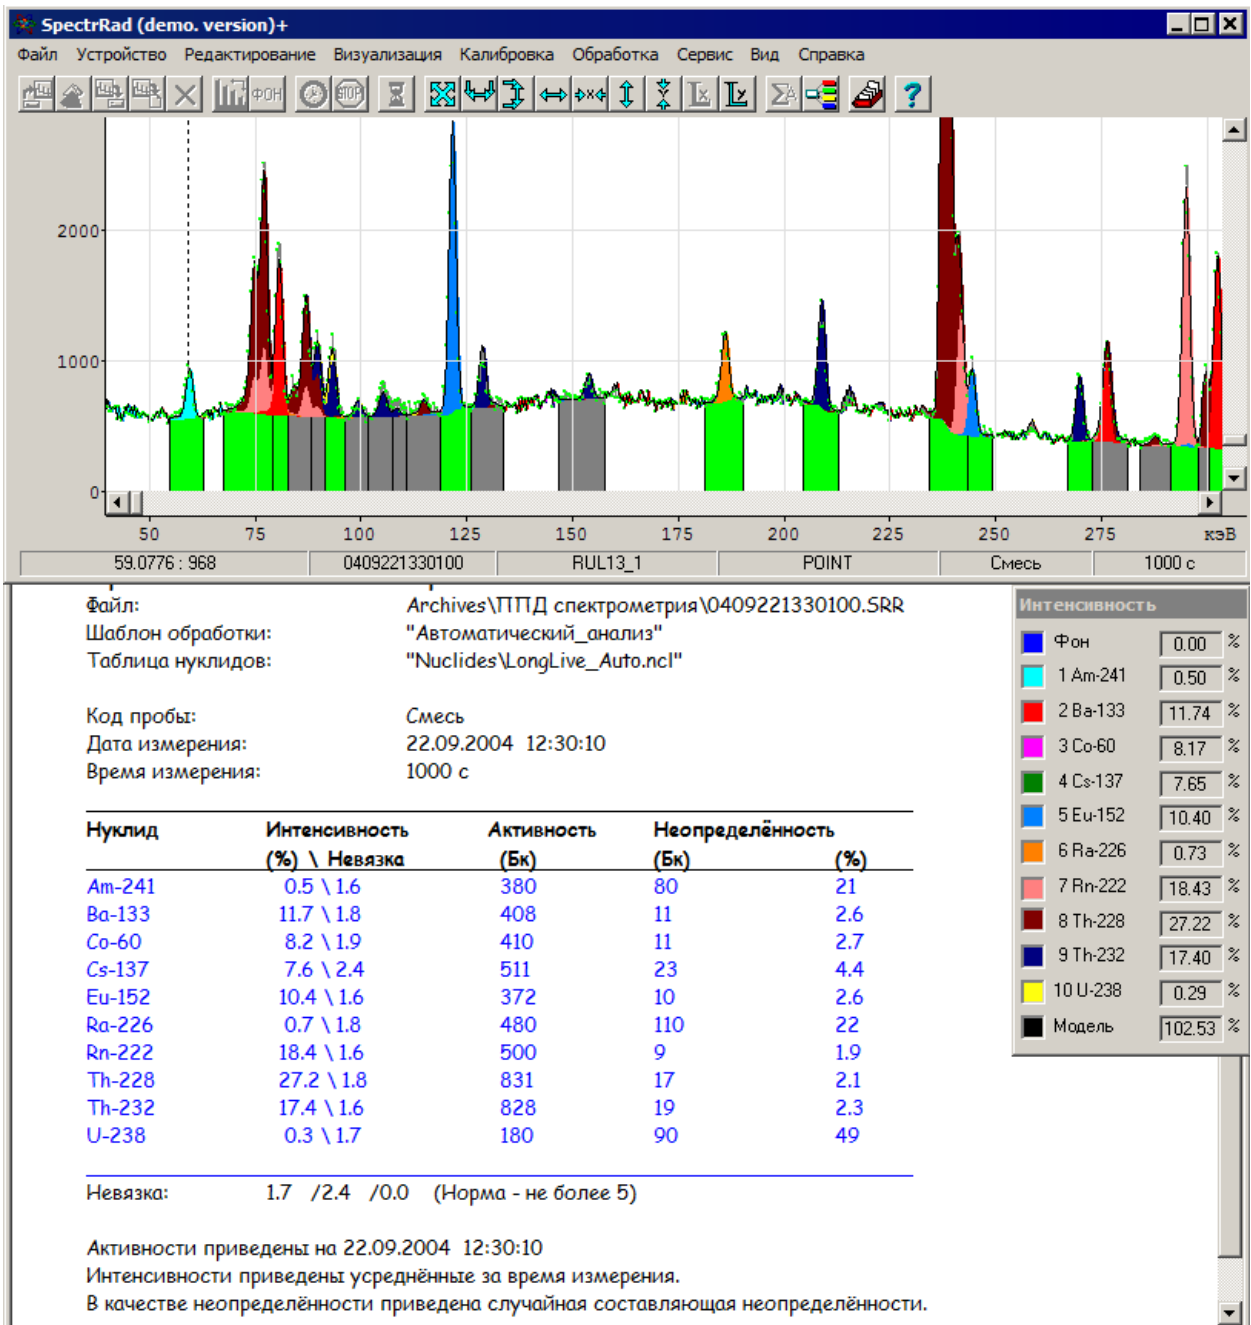 SpectrRad (demo. version)+
Файл Устройство Редактирование Визуализация Калибровка Обработка Сервис Вид Справка
ФОН STOP
2000
1000
0
50 75 100 125 150 175 200 225 250 275 кэВ
59.0776 : 968 0409221330100 RUL13_1 POINT Смесь 1000 с
Файл: Archives\ППД спектрометрия\0409221330100.SRR
Шаблон обработки: "Автоматический_анализ"
Таблица нуклидов: "Nuclides\LongLive_Auto.ncl"
Код пробы: Смесь
Дата измерения: 22.09.2004 12:30:10
Время измерения: 1000 с
Нуклид Интенсивность Активность Неопределённость
(%) \ Невязка (Бк) (Бк) (%)
Am-241 0.5 \ 1.6 380 80 21
Ba-133 11.7 \ 1.8 408 11 2.6
Co-60 8.2 \ 1.9 410 11 2.7
Cs-137 7.6 \ 2.4 511 23 4.4
Eu-152 10.4 \ 1.6 372 10 2.6
Ra-226 0.7 \ 1.8 480 110 22
Rn-222 18.4 \ 1.6 500 9 1.9
Th-228 27.2 \ 1.8 831 17 2.1
Th-232 17.4 \ 1.6 828 19 2.3
U-238 0.3 \ 1.7 180 90 49
Невязка: 1.7 /2.4 /0.0 (Норма - не более 5)
Активности приведены на 22.09.2004 12:30:10
Интенсивности приведены усреднённые за время измерения.
В качестве неопределённости приведена случайная составляющая неопределённости.
Интенсивность
Фон 0.00 %
1 Am-241 0.50 %
2 Ba-133 11.74 %
3 Co-60 8.17 %
4 Cs-137 7.65 %
5 Eu-152 10.40 %
6 Ra-226 0.73 %
7 Rn-222 18.43 %
8 Th-228 27.22 %
9 Th-232 17.40 %
10 U-238 0.29 %
Модель 102.53 %